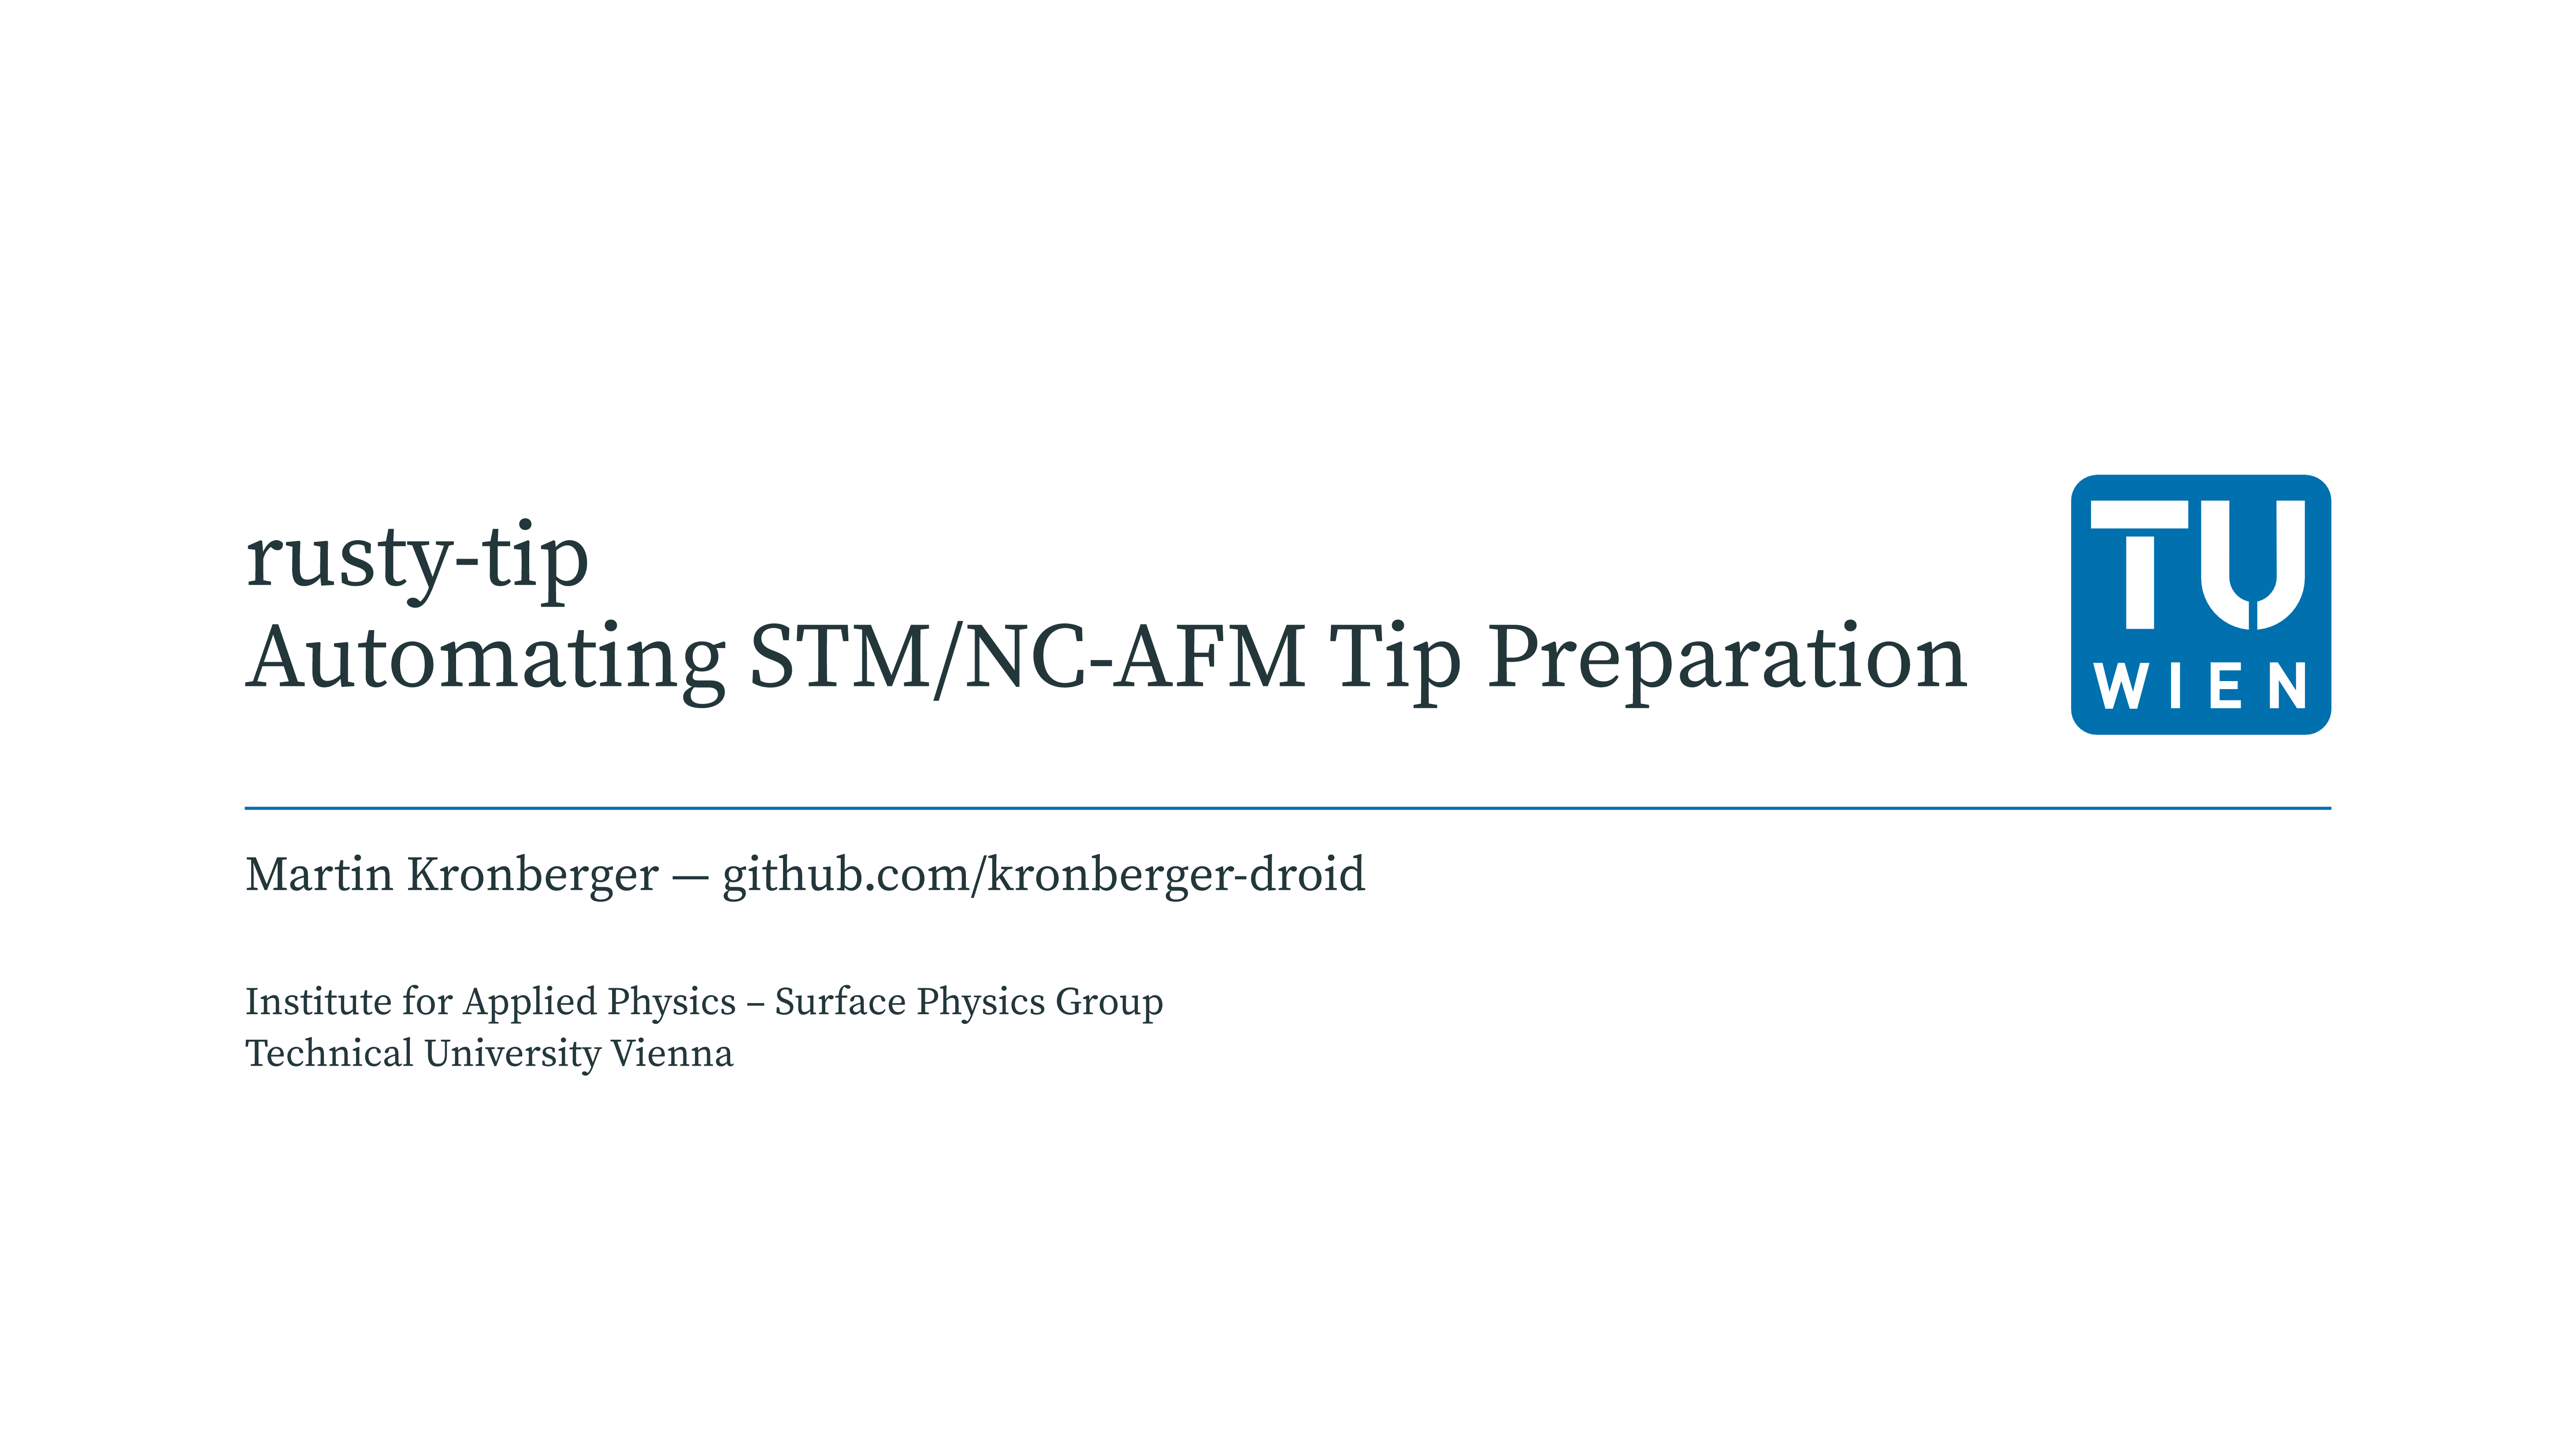 rusty-tip
Automating STM/NC-AFM Tip Preparation
TU
WIEN
Martin Kronberger — github.com/kronberger-droid
Institute for Applied Physics – Surface Physics Group
Technical University Vienna